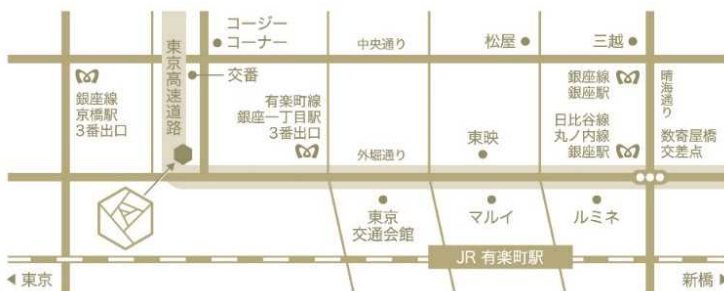 コージー
コーナー
中央通り
松屋
三越
東京高速道路
交番
銀座線
京橋駅
3番出口
有楽町線
銀座一丁目駅
3番出口
銀座線
銀座駅
晴海通り
日比谷線
丸ノ内線
銀座駅
数寄屋橋
交差点
外堀通り
東映
東京
交通会館
マルイ
ルミネ
JR 有楽町駅
◀ 東京
新橋 ▶